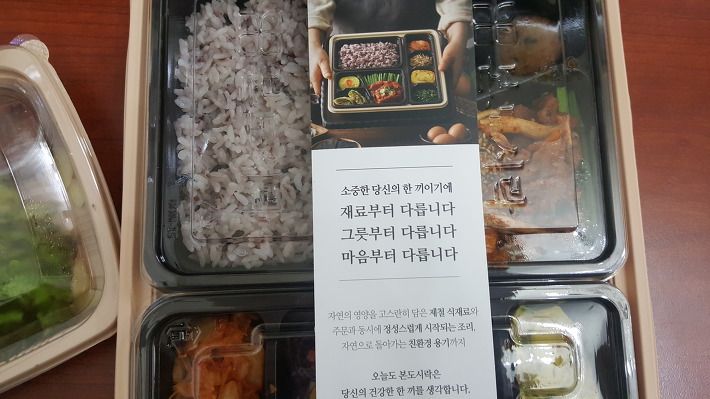 소중한 당신의 한 끼이기에
재료부터 다릅니다
그릇부터 다릅니다
마음부터 다릅니다
자연의 영양을 고스란히 담은 제철 식재료와
주문과 동시에 정성스럽게 시작되는 조리,
자연으로 돌아가는 친환경 용기까지
오늘도 본도시락은
당신의 건강한 한 끼를 생각합니다.